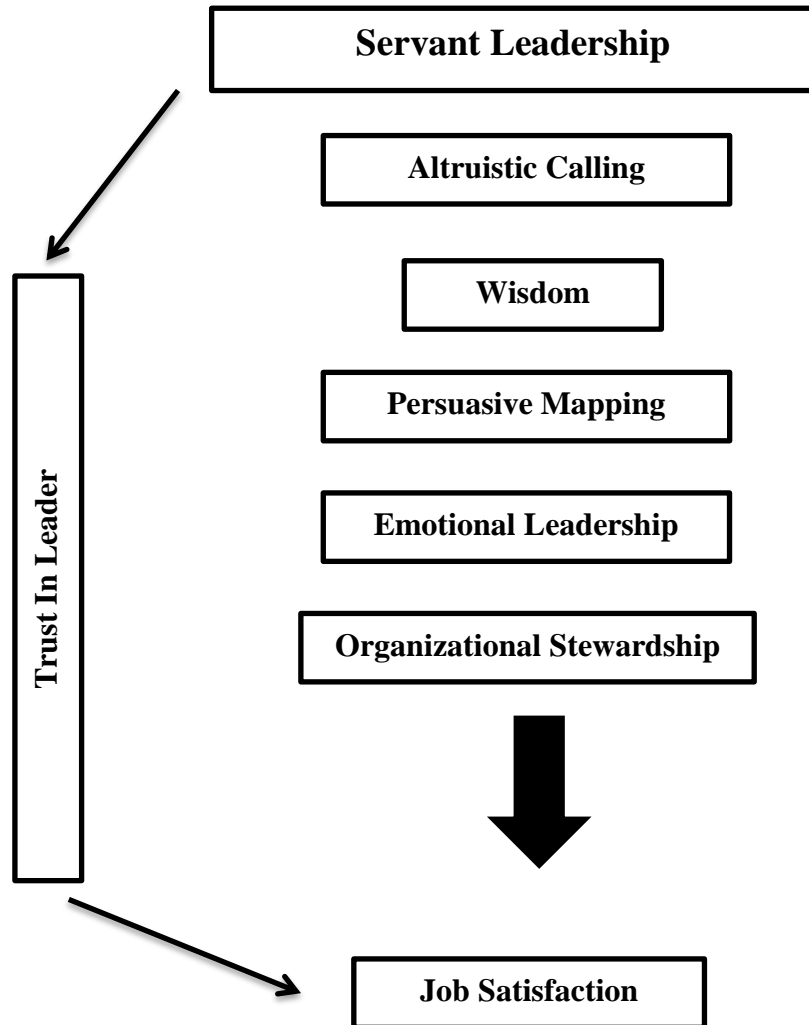 Servant Leadership
Altruistic Calling
Wisdom
Persuasive Mapping
Emotional Leadership
Organizational Stewardship
Trust In Leader
Job Satisfaction